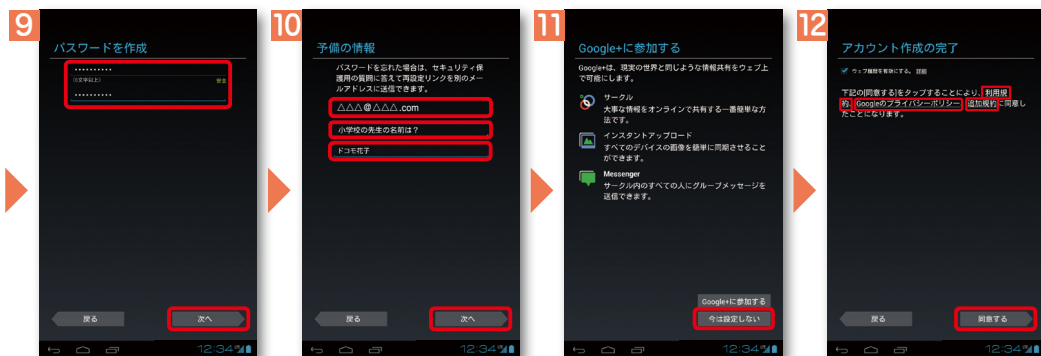 9
パスワードを作成
(8文字以上)
安全
戻る
次へ
12:34
10
予備の情報
パスワードを忘れた場合は、セキュリティ保
護用の質問に答えて再設定リンクを別のメー
ルアドレスに送信できます。
△△△@△△△.com
小学校の先生の名前は?
ドコモ花子
戻る
次へ
12:34
11
Google+に参加する
Google+は、現実の世界と同じような情報共有をウェブ上
で可能にします。
サークル
大事な情報をオンラインで共有する一番簡単な方
法です。
インスタントアップロード
すべてのデバイスの画像を簡単に同期させること
ができます。
Messenger
サークル内のすべての人にグループメッセージを
送信できます。
Google+に参加する
今は設定しない
12:34
12
アカウント作成の完了
ウェブ履歴を有効にする。 詳細
下記の[同意する]をタップすることにより、利用規
約、Googleのプライバシーポリシー、追加規約に同意し
たことになります。
戻る
同意する
12:34